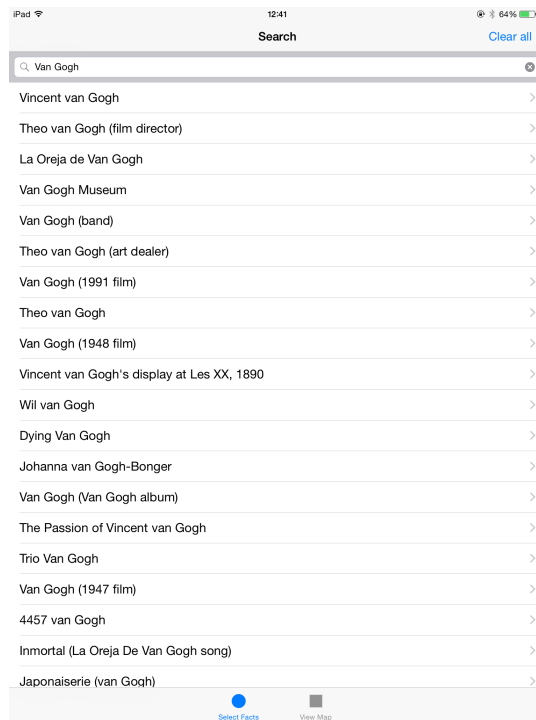 iPad 12:41 64%
Search Clear all
Van Gogh
Vincent van Gogh
Theo van Gogh (film director)
La Oreja de Van Gogh
Van Gogh Museum
Van Gogh (band)
Theo van Gogh (art dealer)
Van Gogh (1991 film)
Theo van Gogh
Van Gogh (1948 film)
Vincent van Gogh's display at Les XX, 1890
Wil van Gogh
Dying Van Gogh
Johanna van Gogh-Bonger
Van Gogh (Van Gogh album)
The Passion of Vincent van Gogh
Trio Van Gogh
Van Gogh (1947 film)
4457 van Gogh
Inmortal (La Oreja De Van Gogh song)
Japonaiserie (van Gogh)
Select Facts View Map